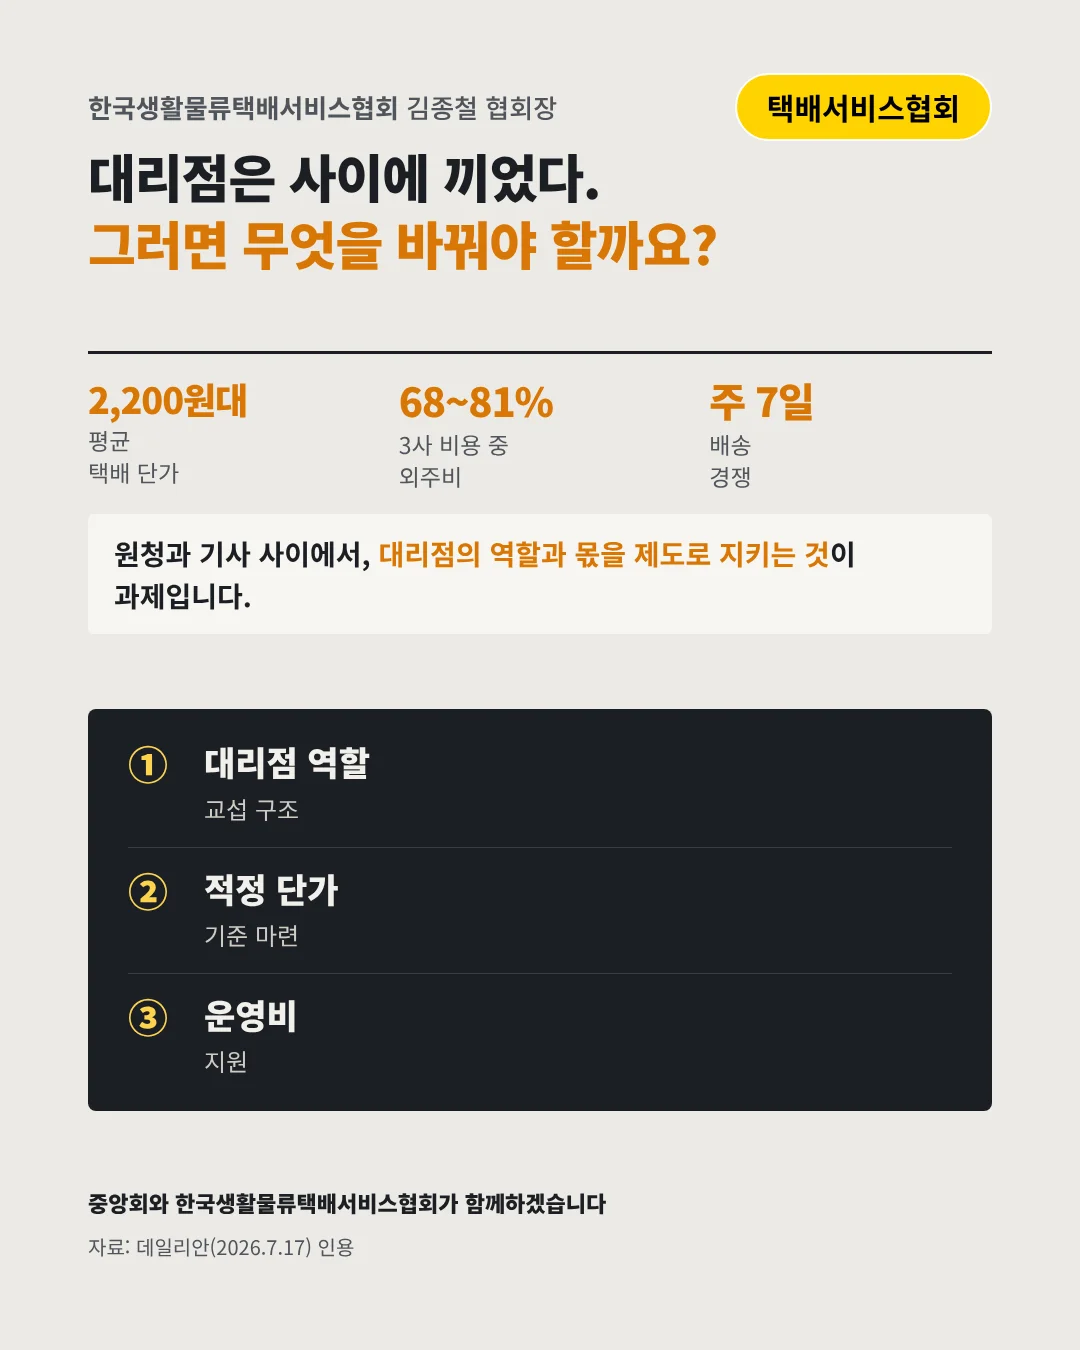 한국생활물류택배서비스협회 김종철 협회장
택배서비스협회
대리점은 사이에 끼었다.
그러면 무엇을 바꿔야 할까요?
2,200원대
평균
택배 단가
68~81%
3사 비용 중
외주비
주 7일
배송
경쟁
원청과 기사 사이에서, 대리점의 역할과 몫을 제도로 지키는 것이
과제입니다.
① 대리점 역할
교섭 구조
② 적정 단가
기준 마련
③ 운영비
지원
중앙회와 한국생활물류택배서비스협회가 함께하겠습니다
자료: 데일리안(2026.7.17) 인용